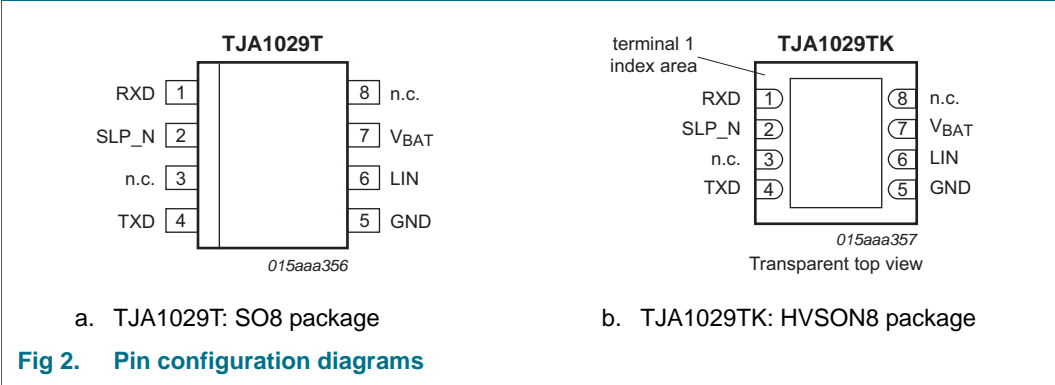 TJA1029T
RXD 1
8 n.c.
SLP_N 2
7 VBAT
n.c. 3
6 LIN
TXD 4
5 GND
015aaa356
a. TJA1029T: SO8 package
terminal 1
index area
TJA1029TK
RXD 1
8 n.c.
SLP_N 2
7 VBAT
n.c. 3
6 LIN
TXD 4
5 GND
015aaa357
Transparent top view
b. TJA1029TK: HVSON8 package
Fig 2. Pin configuration diagrams